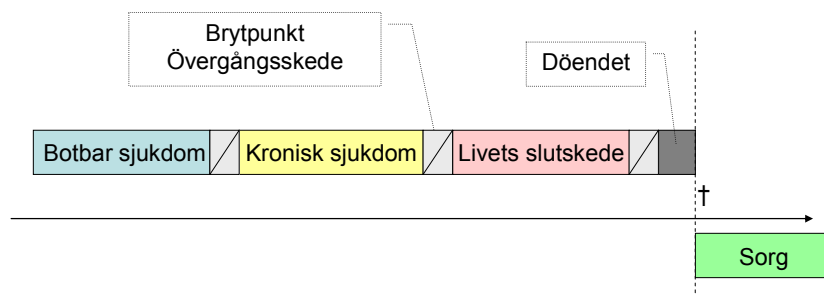 Brytpunkt
Övergångsskede
Döendet
Botbar sjukdom
Kronisk sjukdom
Livets slutskede
†
Sorg